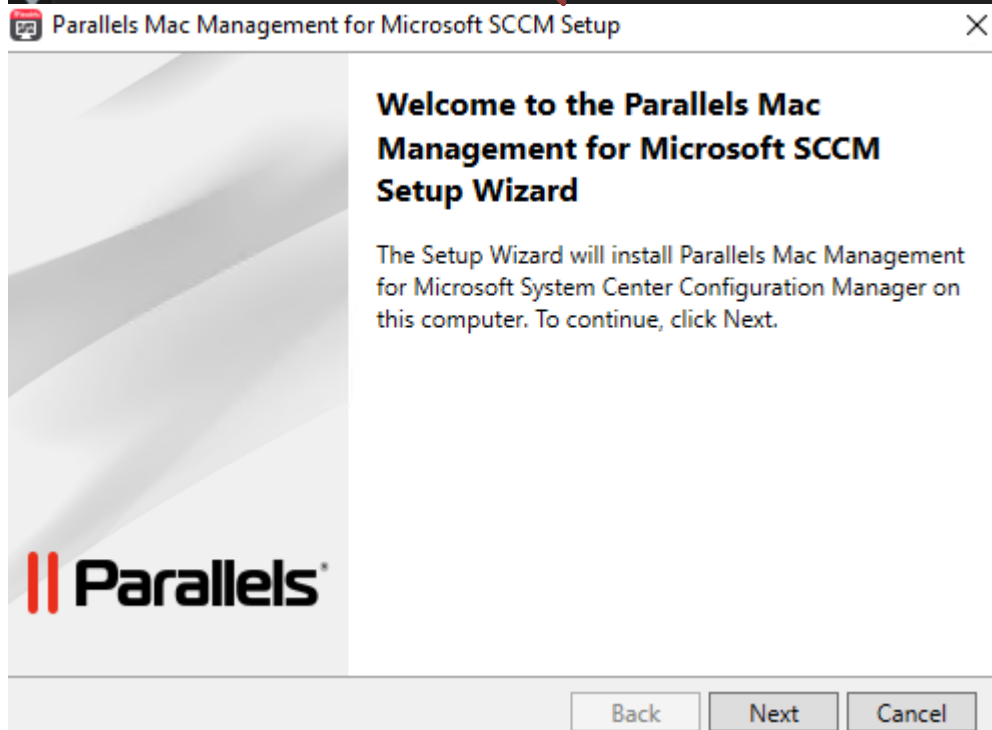 Parallels Mac Management for Microsoft SCCM Setup
Welcome to the Parallels Mac
Management for Microsoft SCCM
Setup Wizard
The Setup Wizard will install Parallels Mac Management
for Microsoft System Center Configuration Manager on
this computer. To continue, click Next.
Parallels®
Back Next Cancel